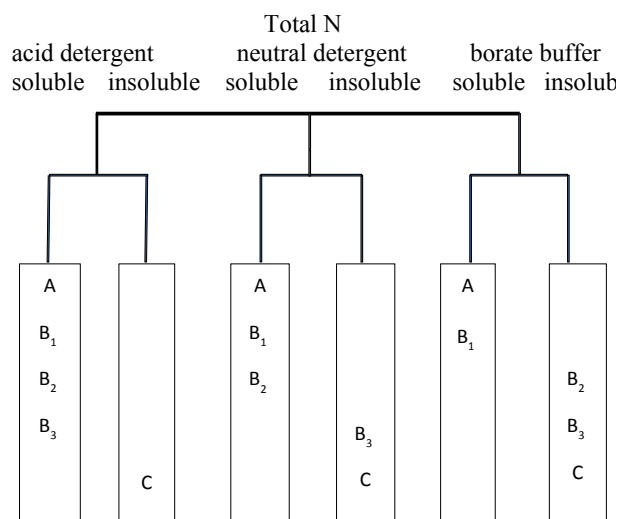 Total N
acid detergent neutral detergent borate buffer
soluble insoluble soluble insoluble soluble insolub
A A A
B₁ B₁ B₁
B₂ B₂ B₂
B₃ B₃ B₃
C C C